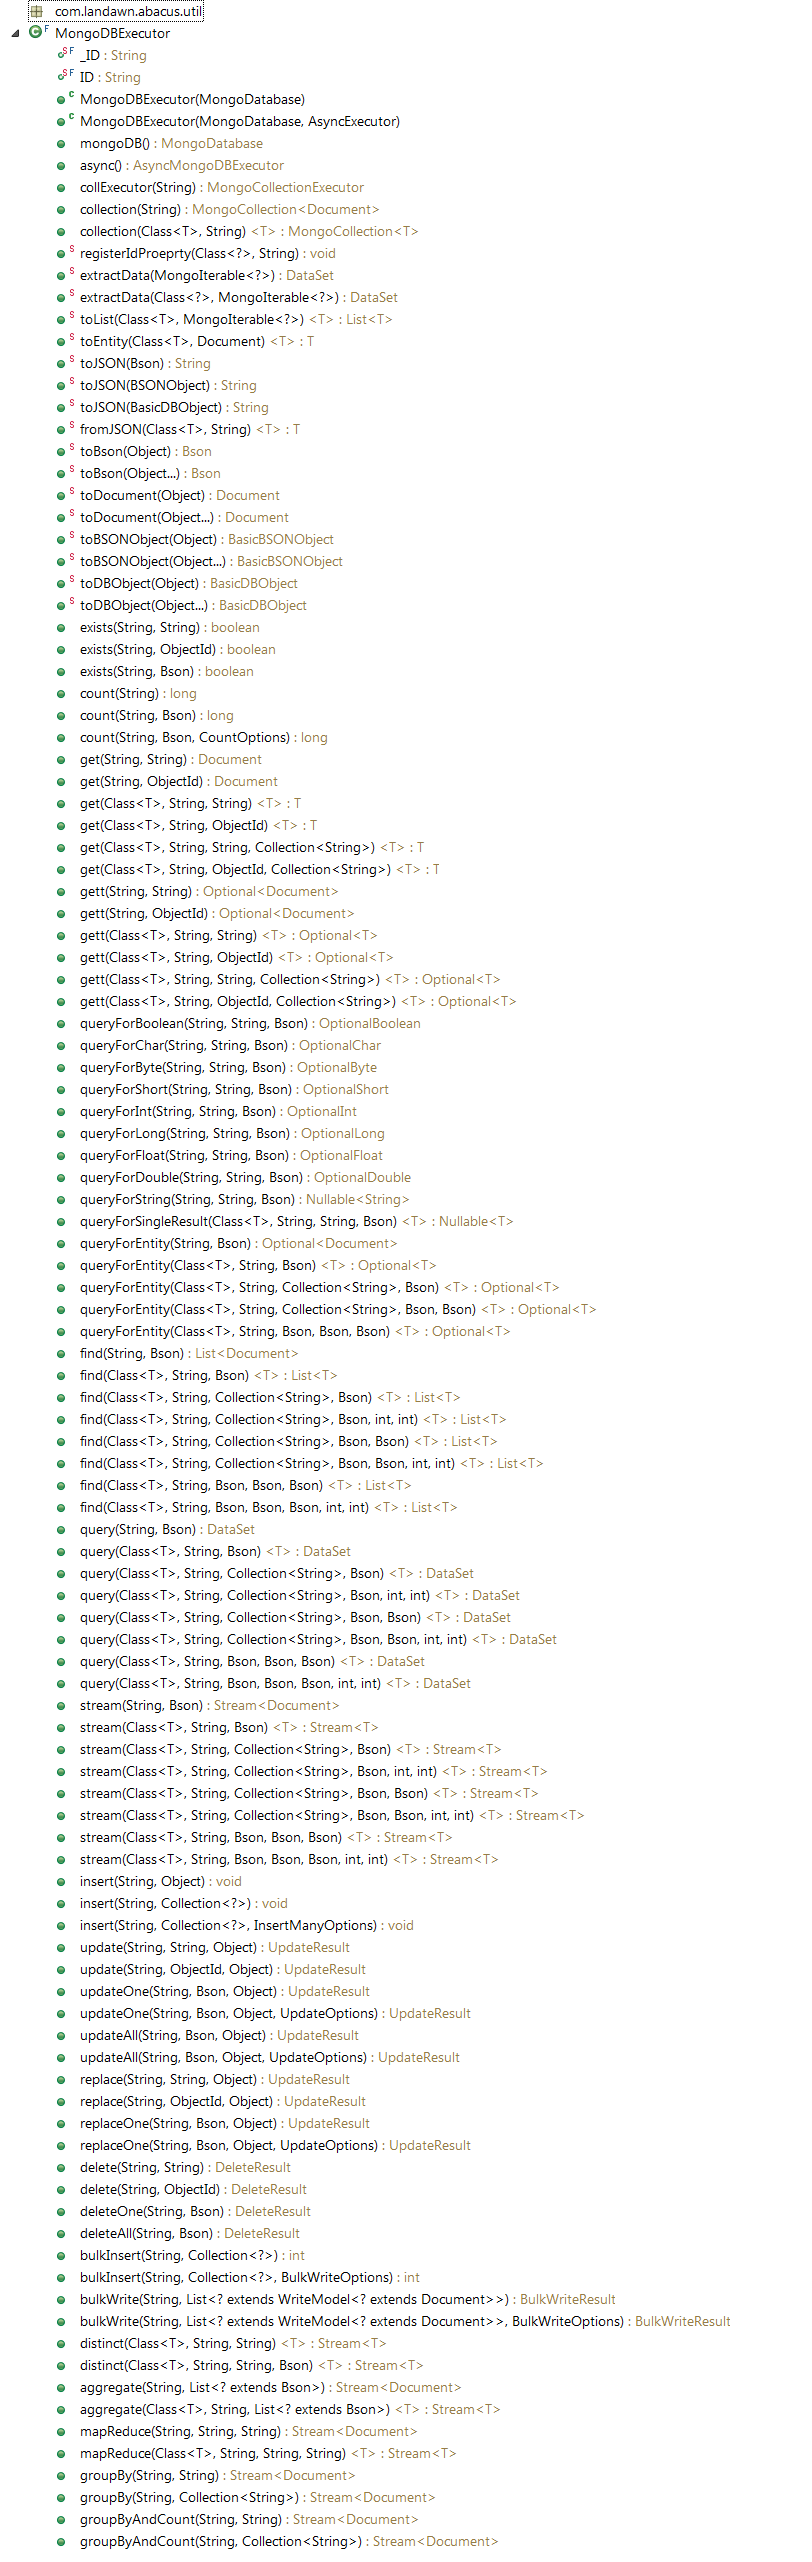 com.landawn.abacus.util
MongoDBExecutor
_ID : String
ID : String
MongoDBExecutor(MongoDatabase)
MongoDBExecutor(MongoDatabase, AsyncExecutor)
mongoDB() : MongoDatabase
async() : AsyncMongoDBExecutor
collExecutor(String) : MongoCollectionExecutor
collection(String) : MongoCollection<Document>
collection(Class<T>, String) <T> : MongoCollection<T>
registerIdProeprty(Class<?>, String) : void
extractData(MongoIterable<?>) : DataSet
extractData(Class<?>, MongoIterable<?>) : DataSet
toList(Class<T>, MongoIterable<?>) <T> : List<T>
toEntity(Class<T>, Document) <T> : T
toJSON(Bson) : String
toJSON(BSONObject) : String
toJSON(BasicDBObject) : String
fromJSON(Class<T>, String) <T> : T
toBson(Object) : Bson
toBson(Object...) : Bson
toDocument(Object) : Document
toDocument(Object...) : Document
toBSONObject(Object) : BasicBSONObject
toBSONObject(Object...) : BasicBSONObject
toDBObject(Object) : BasicDBObject
toDBObject(Object...) : BasicDBObject
exists(String, String) : boolean
exists(String, ObjectId) : boolean
exists(String, Bson) : boolean
count(String) : long
count(String, Bson) : long
count(String, Bson, CountOptions) : long
get(String, String) : Document
get(String, ObjectId) : Document
get(Class<T>, String, String) <T> : T
get(Class<T>, String, ObjectId) <T> : T
get(Class<T>, String, String, Collection<String>) <T> : T
get(Class<T>, String, ObjectId, Collection<String>) <T> : T
gett(String, String) : Optional<Document>
gett(String, ObjectId) : Optional<Document>
gett(Class<T>, String, String) <T> : Optional<T>
gett(Class<T>, String, ObjectId) <T> : Optional<T>
gett(Class<T>, String, String, Collection<String>) <T> : Optional<T>
gett(Class<T>, String, ObjectId, Collection<String>) <T> : Optional<T>
queryForBoolean(String, String, Bson) : OptionalBoolean
queryForChar(String, String, Bson) : OptionalChar
queryForByte(String, String, Bson) : OptionalByte
queryForShort(String, String, Bson) : OptionalShort
queryForInt(String, String, Bson) : OptionalInt
queryForLong(String, String, Bson) : OptionalLong
queryForFloat(String, String, Bson) : OptionalFloat
queryForDouble(String, String, Bson) : OptionalDouble
queryForString(String, String, Bson) : Nullable<String>
queryForSingleResult(Class<T>, String, String, Bson) <T> : Nullable<T>
queryForEntity(String, Bson) : Optional<Document>
queryForEntity(Class<T>, String, Bson) <T> : Optional<T>
queryForEntity(Class<T>, String, Collection<String>, Bson) <T> : Optional<T>
queryForEntity(Class<T>, String, Collection<String>, Bson, Bson) <T> : Optional<T>
queryForEntity(Class<T>, String, Bson, Bson, Bson) <T> : Optional<T>
find(String, Bson) : List<Document>
find(Class<T>, String, Bson) <T> : List<T>
find(Class<T>, String, Collection<String>, Bson) <T> : List<T>
find(Class<T>, String, Collection<String>, Bson, int, int) <T> : List<T>
find(Class<T>, String, Collection<String>, Bson, Bson) <T> : List<T>
find(Class<T>, String, Collection<String>, Bson, Bson, int, int) <T> : List<T>
find(Class<T>, String, Bson, Bson, Bson) <T> : List<T>
find(Class<T>, String, Bson, Bson, Bson, int, int) <T> : List<T>
query(String, Bson) : DataSet
query(Class<T>, String, Bson) <T> : DataSet
query(Class<T>, String, Collection<String>, Bson) <T> : DataSet
query(Class<T>, String, Collection<String>, Bson, int, int) <T> : DataSet
query(Class<T>, String, Collection<String>, Bson, Bson) <T> : DataSet
query(Class<T>, String, Collection<String>, Bson, Bson, int, int) <T> : DataSet
query(Class<T>, String, Bson, Bson, Bson) <T> : DataSet
query(Class<T>, String, Bson, Bson, Bson, int, int) <T> : DataSet
stream(String, Bson) : Stream<Document>
stream(Class<T>, String, Bson) <T> : Stream<T>
stream(Class<T>, String, Collection<String>, Bson) <T> : Stream<T>
stream(Class<T>, String, Collection<String>, Bson, int, int) <T> : Stream<T>
stream(Class<T>, String, Collection<String>, Bson, Bson) <T> : Stream<T>
stream(Class<T>, String, Collection<String>, Bson, Bson, int, int) <T> : Stream<T>
stream(Class<T>, String, Bson, Bson, Bson) <T> : Stream<T>
stream(Class<T>, String, Bson, Bson, Bson, int, int) <T> : Stream<T>
insert(String, Object) : void
insert(String, Collection<?>) : void
insert(String, Collection<?>, InsertManyOptions) : void
update(String, String, Object) : UpdateResult
update(String, ObjectId, Object) : UpdateResult
updateOne(String, Bson, Object) : UpdateResult
updateOne(String, Bson, Object, UpdateOptions) : UpdateResult
updateAll(String, Bson, Object) : UpdateResult
updateAll(String, Bson, Object, UpdateOptions) : UpdateResult
replace(String, String, Object) : UpdateResult
replace(String, ObjectId, Object) : UpdateResult
replaceOne(String, Bson, Object) : UpdateResult
replaceOne(String, Bson, Object, UpdateOptions) : UpdateResult
delete(String, String) : DeleteResult
delete(String, ObjectId) : DeleteResult
deleteOne(String, Bson) : DeleteResult
deleteAll(String, Bson) : DeleteResult
bulkInsert(String, Collection<?>) : int
bulkInsert(String, Collection<?>, BulkWriteOptions) : int
bulkWrite(String, List<? extends WriteModel<? extends Document>>) : BulkWriteResult
bulkWrite(String, List<? extends WriteModel<? extends Document>>, BulkWriteOptions) : BulkWriteResult
distinct(Class<T>, String, String) <T> : Stream<T>
distinct(Class<T>, String, String, Bson) <T> : Stream<T>
aggregate(String, List<? extends Bson>) : Stream<Document>
aggregate(Class<T>, String, List<? extends Bson>) <T> : Stream<T>
mapReduce(String, String, String) : Stream<Document>
mapReduce(Class<T>, String, String, String) <T> : Stream<T>
groupBy(String, String) : Stream<Document>
groupBy(String, Collection<String>) : Stream<Document>
groupByAndCount(String, String) : Stream<Document>
groupByAndCount(String, Collection<String>) : Stream<Document>